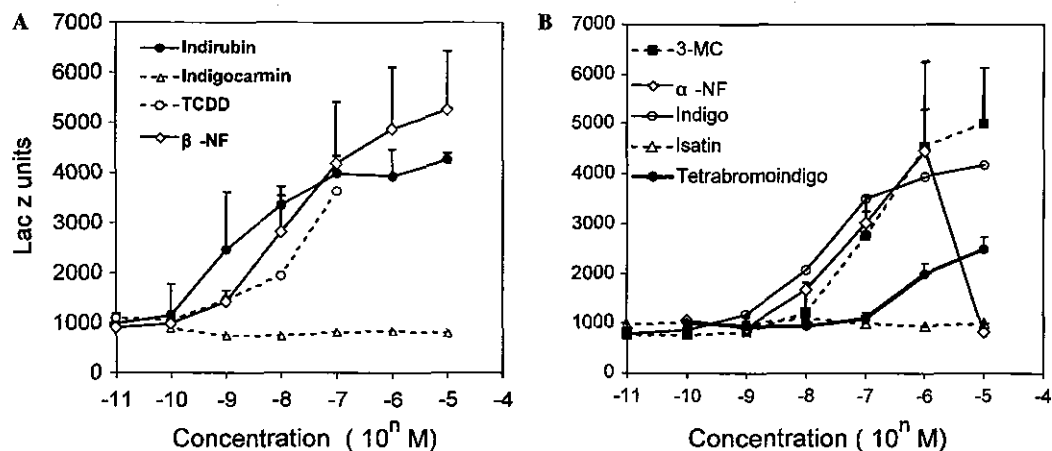 A
7000
6000
5000
4000
3000
2000
1000
0
Lac z units
Indirubin
Indigocarmin
TCDD
β -NF
-11 -10 -9 -8 -7 -6 -5 -4
Concentration ( 10^n M)
B
7000
6000
5000
4000
3000
2000
1000
0
3-MC
α -NF
Indigo
Isatin
Tetrabromoindigo
-11 -10 -9 -8 -7 -6 -5 -4
Concentration ( 10^n M)